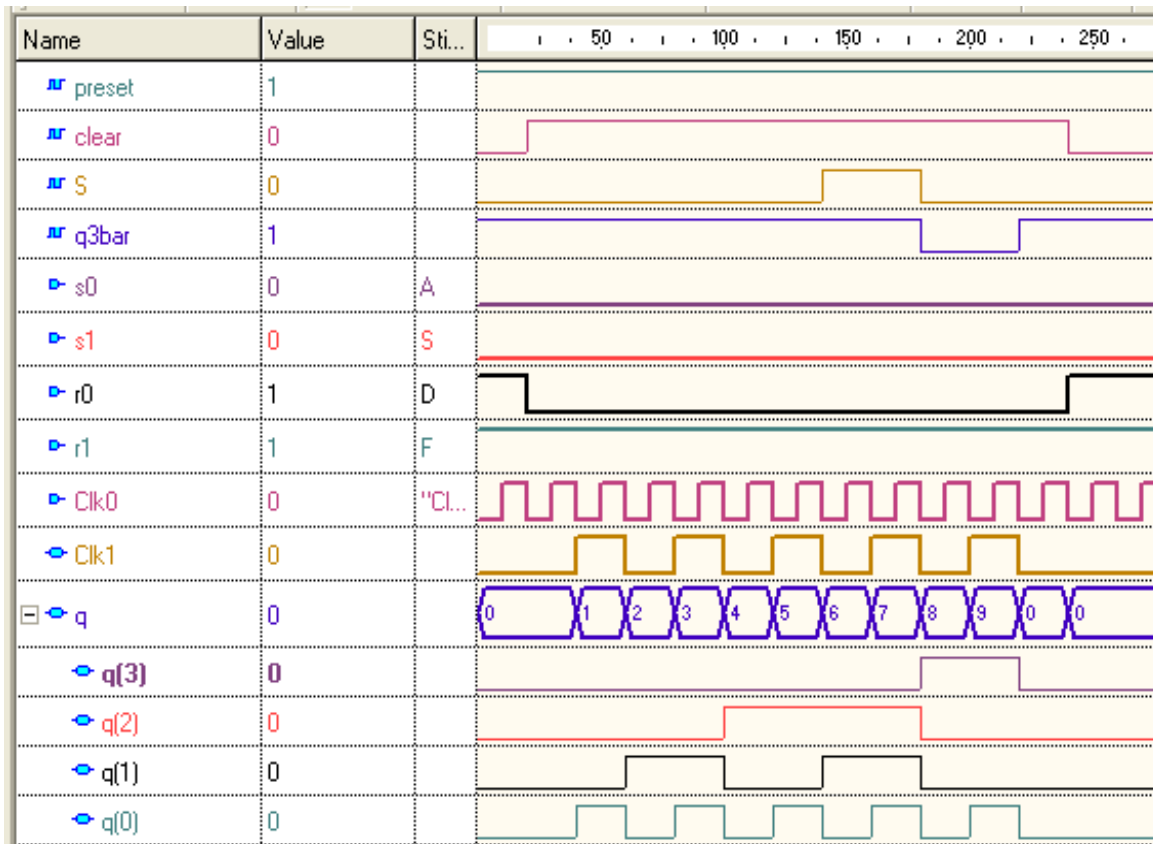 Name Value Sti... 50 100 150 200 250
preset 1
clear 0
S 0
q3bar 1
s0 0 A
s1 0 S
r0 1 D
r1 1 F
Clk0 0 "Cl...
Clk1 0
q 0 0 1 2 3 4 5 6 7 8 9 0 0
q(3) 0
q(2) 0
q(1) 0
q(0) 0